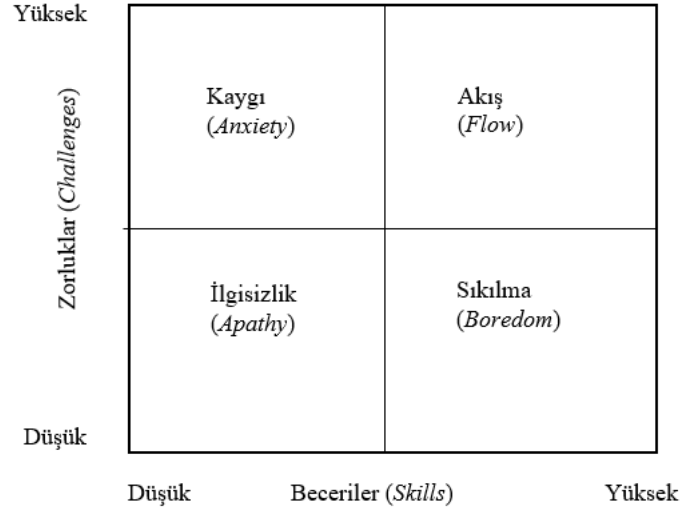 Yüksek
Kaygı
(Anxiety)
Akış
(Flow)
Zorluklar (Challenges)
İlgisizlik
(Apathy)
Sıkılma
(Boredom)
Düşük
Düşük Beceriler (Skills) Yüksek